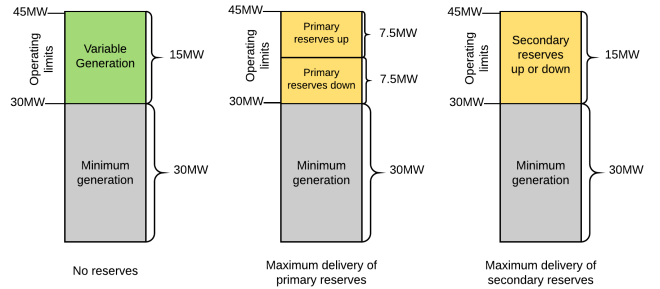 45MW
Operating
limits
Variable
Generation
15MW
30MW
Minimum
generation
30MW
No reserves
45MW
Operating
limits
Primary
reserves up
7.5MW
Primary
reserves down
7.5MW
30MW
Minimum
generation
30MW
Maximum delivery of
primary reserves
45MW
Operating
limits
Secondary
reserves
up or down
15MW
30MW
Minimum
generation
30MW
Maximum delivery of
secondary reserves